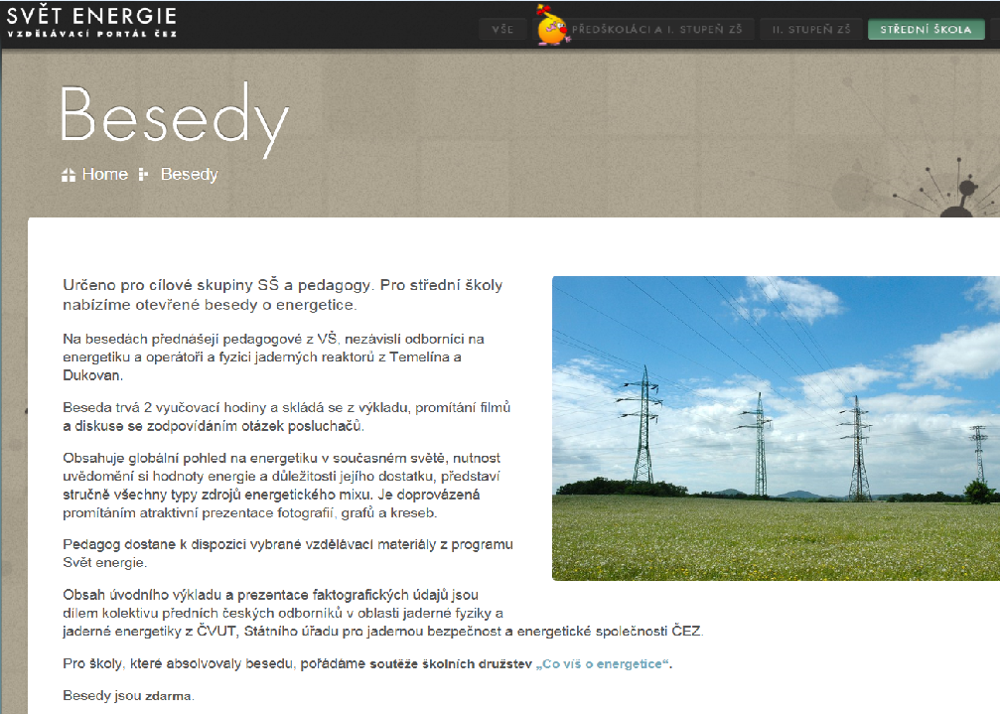 SVĚT ENERGIE
VZDĚLÁVACÍ PORTÁL ČEZ
VŠE
PŘEDŠKOLÁCI A I. STUPEŇ ZŠ
II. STUPEŇ ZŠ
STŘEDNÍ ŠKOLA
Besedy
Home Besedy
Určeno pro cílové skupiny SŠ a pedagogy. Pro střední školy
nabízíme otevřené besedy o energetice.
Na besedách přednášejí pedagogové z VŠ, nezávislí odborníci na
energetiku a operátoři a fyzici jaderných reaktorů z Temelína a
Dukovan.
Beseda trvá 2 vyučovací hodiny a skládá se z výkladu, promítání filmů
a diskuse se zodpovídáním otázek posluchačů.
Obsahuje globální pohled na energetiku v současném světě, nutnost
uvědomění si hodnoty energie a důležitosti jejího dostatku, představí
stručně všechny typy zdrojů energetického mixu. Je doprovázená
promítáním atraktivní prezentace fotografií, grafů a kreseb.
Pedagog dostane k dispozici vybrané vzdělávací materiály z programu
Svět energie.
Obsah úvodního výkladu a prezentace faktografických údajů jsou
dílem kolektivu předních českých odborníků v oblasti jaderné fyziky a
jaderné energetiky z ČVUT, Státního úřadu pro jadernou bezpečnost a energetické společnosti ČEZ.
Pro školy, které absolvovaly besedu, pořádáme soutěže školních družstev „Co víš o energetice“.
Besedy jsou zdarma.